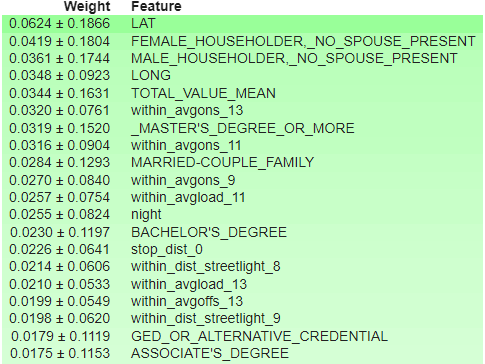 Weight Feature
0.0624 ± 0.1866 LAT
0.0419 ± 0.1804 FEMALE_HOUSEHOLDER,_NO_SPOUSE_PRESENT
0.0361 ± 0.1744 MALE_HOUSEHOLDER,_NO_SPOUSE_PRESENT
0.0348 ± 0.0923 LONG
0.0344 ± 0.1631 TOTAL_VALUE_MEAN
0.0320 ± 0.0761 within_avgons_13
0.0319 ± 0.1520 _MASTER'S_DEGREE_OR_MORE
0.0316 ± 0.0904 within_avgons_11
0.0284 ± 0.1293 MARRIED-COUPLE_FAMILY
0.0270 ± 0.0840 within_avgons_9
0.0257 ± 0.0754 within_avgload_11
0.0255 ± 0.0824 night
0.0230 ± 0.1197 BACHELOR'S_DEGREE
0.0226 ± 0.0641 stop_dist_0
0.0214 ± 0.0606 within_dist_streetlight_8
0.0210 ± 0.0533 within_avgload_13
0.0199 ± 0.0549 within_avgoffs_13
0.0198 ± 0.0620 within_dist_streetlight_9
0.0179 ± 0.1119 GED_OR_ALTERNATIVE_CREDENTIAL
0.0175 ± 0.1153 ASSOCIATE'S_DEGREE